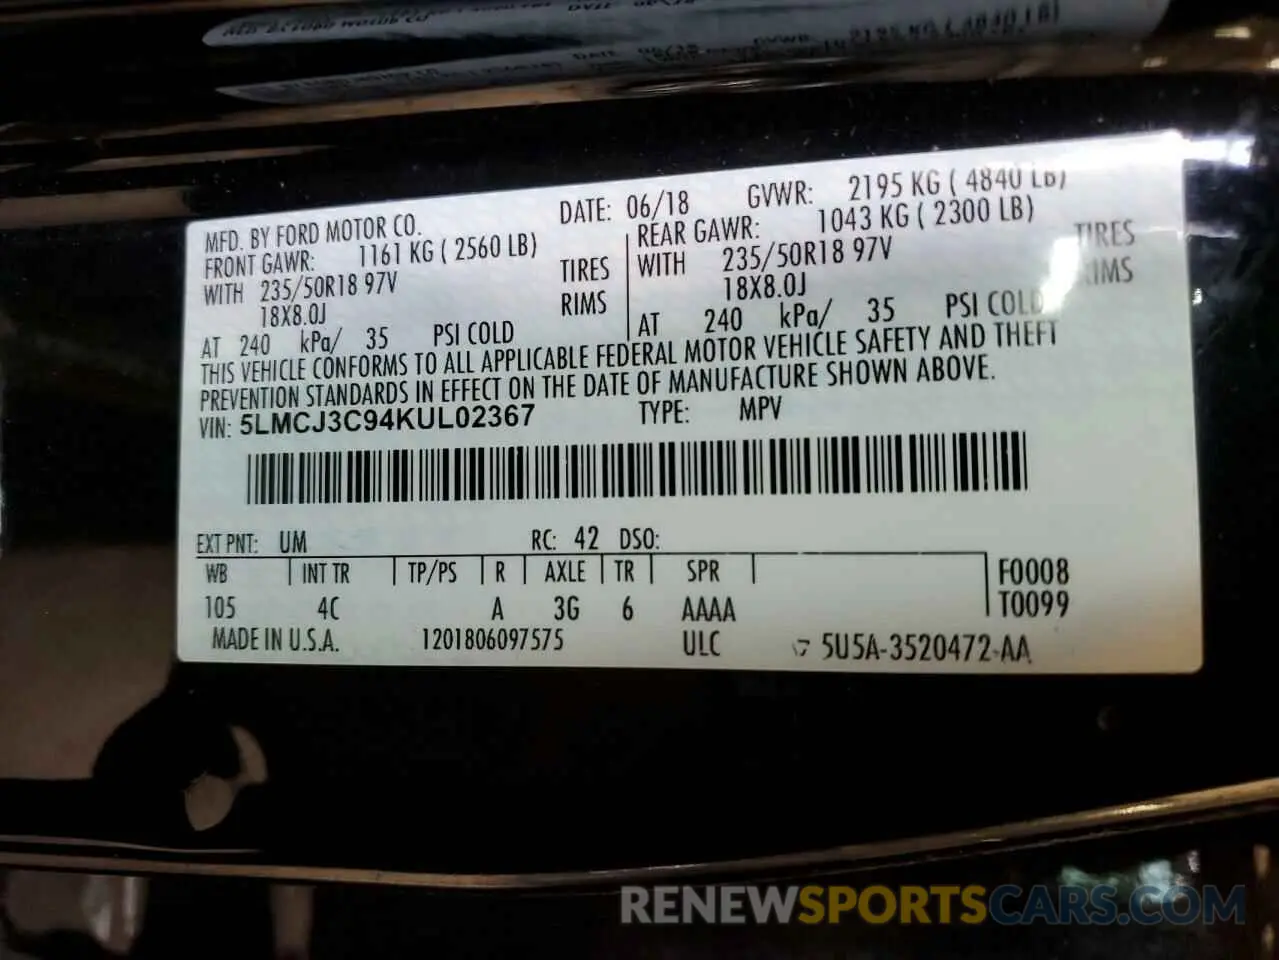 MFD. BY FORD MOTOR CO. DATE: 06/18 GVWR: 2195 KG ( 4840 LB)
FRONT GAWR: 1161 KG ( 2560 LB) REAR GAWR: 1043 KG ( 2300 LB)
WITH 235/50R18 97V TIRES WITH 235/50R18 97V TIRES
18X8.0J RIMS 18X8.0J RIMS
AT 240 kPa/ 35 PSI COLD AT 240 kPa/ 35 PSI COLD
THIS VEHICLE CONFORMS TO ALL APPLICABLE FEDERAL MOTOR VEHICLE SAFETY AND THEFT
PREVENTION STANDARDS IN EFFECT ON THE DATE OF MANUFACTURE SHOWN ABOVE.
VIN: 5LMCJ3C94KUL02367 TYPE: MPV
EXT PNT: UM RC: 42 DSO:
WB INT TR TP/PS R AXLE TR SPR F0008
105 4C A 3G 6 AAAA T0099
MADE IN U.S.A. 1201806097575 ULC 5U5A-3520472-AA
RENEWSPORTSCARS.COM